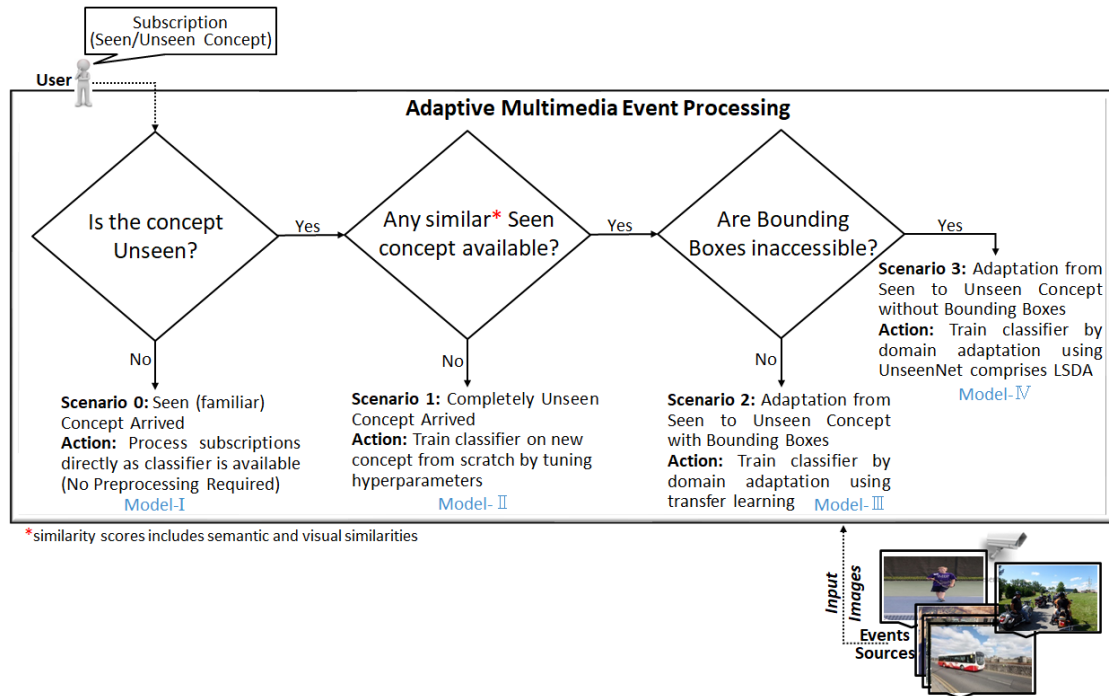 Subscription
(Seen/Unseen Concept)
User
Adaptive Multimedia Event Processing
Is the concept
Unseen?
Yes
Any similar* Seen
concept available?
Yes
Are Bounding
Boxes inaccessible?
Yes
No
No
No
Scenario 0: Seen (familiar)
Concept Arrived
Action: Process subscriptions
directly as classifier is available
(No Preprocessing Required)
Model-Ⅰ
Scenario 1: Completely Unseen
Concept Arrived
Action: Train classifier on new
concept from scratch by tuning
hyperparameters
Model- Ⅱ
Scenario 2: Adaptation from
Seen to Unseen Concept
with Bounding Boxes
Action: Train classifier by
domain adaptation using
transfer learning
Model-Ⅲ
Scenario 3: Adaptation from
Seen to Unseen Concept
without Bounding Boxes
Action: Train classifier by
domain adaptation using
UnseenNet comprises LSDA
Model-Ⅳ
*similarity scores includes semantic and visual similarities
Input
Images
Events
Sources